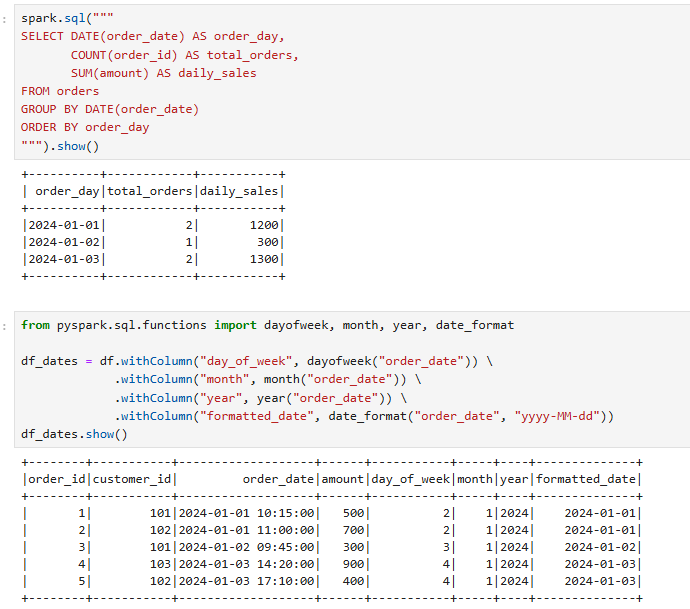 :
spark.sql("""
SELECT DATE(order_date) AS order_day,
       COUNT(order_id) AS total_orders,
       SUM(amount) AS daily_sales
FROM orders
GROUP BY DATE(order_date)
ORDER BY order_day
""").show()
+----------+------------+-----------+
| order_day|total_orders|daily_sales|
+----------+------------+-----------+
|2024-01-01|           2|       1200|
|2024-01-02|           1|        300|
|2024-01-03|           2|       1300|
+----------+------------+-----------+
:
from pyspark.sql.functions import dayofweek, month, year, date_format
df_dates = df.withColumn("day_of_week", dayofweek("order_date")) \
             .withColumn("month", month("order_date")) \
             .withColumn("year", year("order_date")) \
             .withColumn("formatted_date", date_format("order_date", "yyyy-MM-dd"))
df_dates.show()
+--------+-----------+-------------------+------+-----------+-----+----+--------------+
|order_id|customer_id|         order_date|amount|day_of_week|month|year|formatted_date|
+--------+-----------+-------------------+------+-----------+-----+----+--------------+
|       1|        101|2024-01-01 10:15:00|   500|          2|    1|2024|    2024-01-01|
|       2|        102|2024-01-01 11:00:00|   700|          2|    1|2024|    2024-01-01|
|       3|        101|2024-01-02 09:45:00|   300|          3|    1|2024|    2024-01-02|
|       4|        103|2024-01-03 14:20:00|   900|          4|    1|2024|    2024-01-03|
|       5|        102|2024-01-03 17:10:00|   400|          4|    1|2024|    2024-01-03|
+--------+-----------+-------------------+------+-----------+-----+----+--------------+